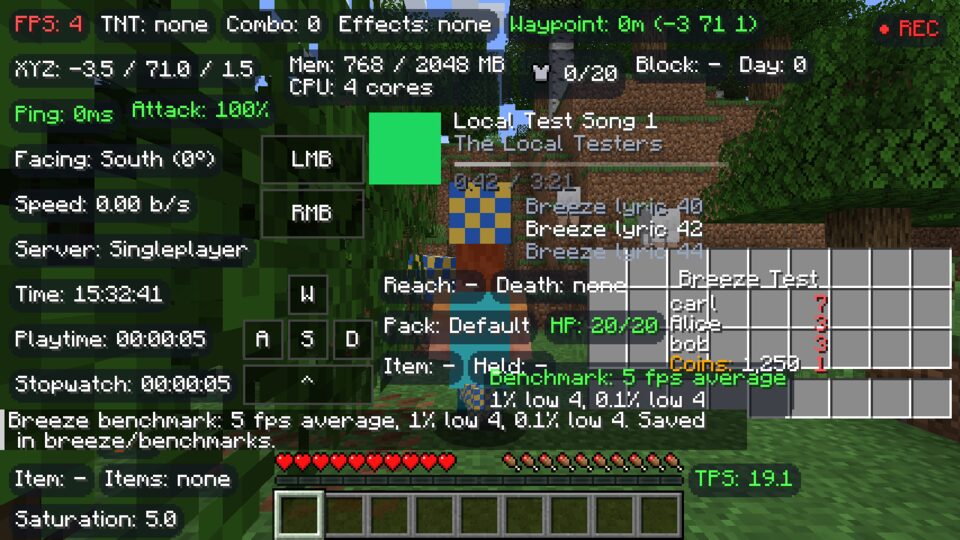 FPS: 4 TNT: none Combo: 0 Effects: none Waypoint: 0m (-3 71 1) ● REC
XYZ: -3.5 / 71.0 / 1.5 Mem: 768 / 2048 MB 0/20 Block: - Day: 0
CPU: 4 cores
Ping: 0ms Attack: 100%
Local Test Song 1
The Local Testers
0:42 / 3:21
Facing: South (0°) LMB
Speed: 0.00 b/s RMB
Breeze lyric 40
Breeze lyric 42
Breeze lyric 44
Server: Singleplayer
Reach: - Death: none
Breeze Test
Time: 15:32:41 W
carl 7
Pack: Default HP: 20/20 Alice 3
Playtime: 00:00:05 A S D
bob 3
Item: - Held: - Coins: 1,250 1
Stopwatch: 00:00:05 ^
Benchmark: 5 fps average
1% low 4, 0.1% low 4
Breeze benchmark: 5 fps average, 1% low 4, 0.1% low 4. Saved
in breeze/benchmarks.
Item: - Items: none TPS: 19.1
Saturation: 5.0